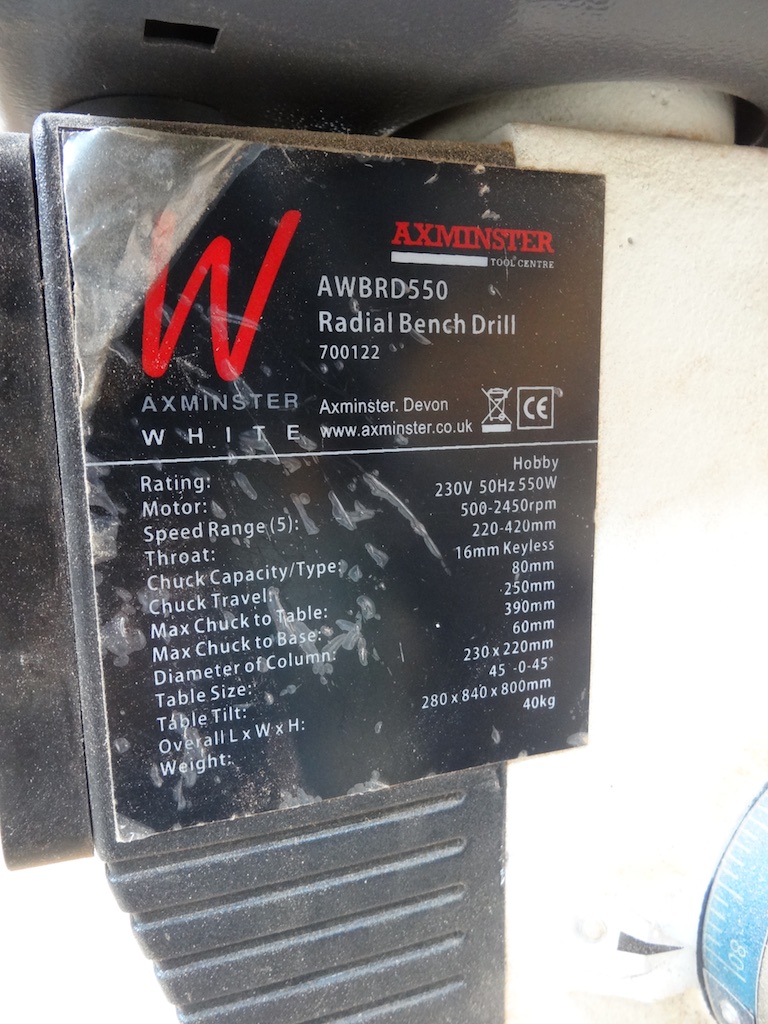 W
AXMINSTER
WHITE
AXMINSTER
TOOL CENTRE
AWBRD550
Radial Bench Drill
700122
Axminster. Devon
www.axminster.co.uk
CE
Rating: Hobby
Motor: 230V 50Hz 550W
Speed Range (5): 500-2450rpm
Throat: 220-420mm
Chuck Capacity/Type: 16mm Keyless
Chuck Travel: 80mm
Max Chuck to Table: 250mm
Max Chuck to Base: 390mm
Diameter of Column: 60mm
Table Size: 230 x 220mm
Table Tilt: 45°-0-45°
Overall L x W x H: 280 x 840 x 800mm
Weight: 40kg
80